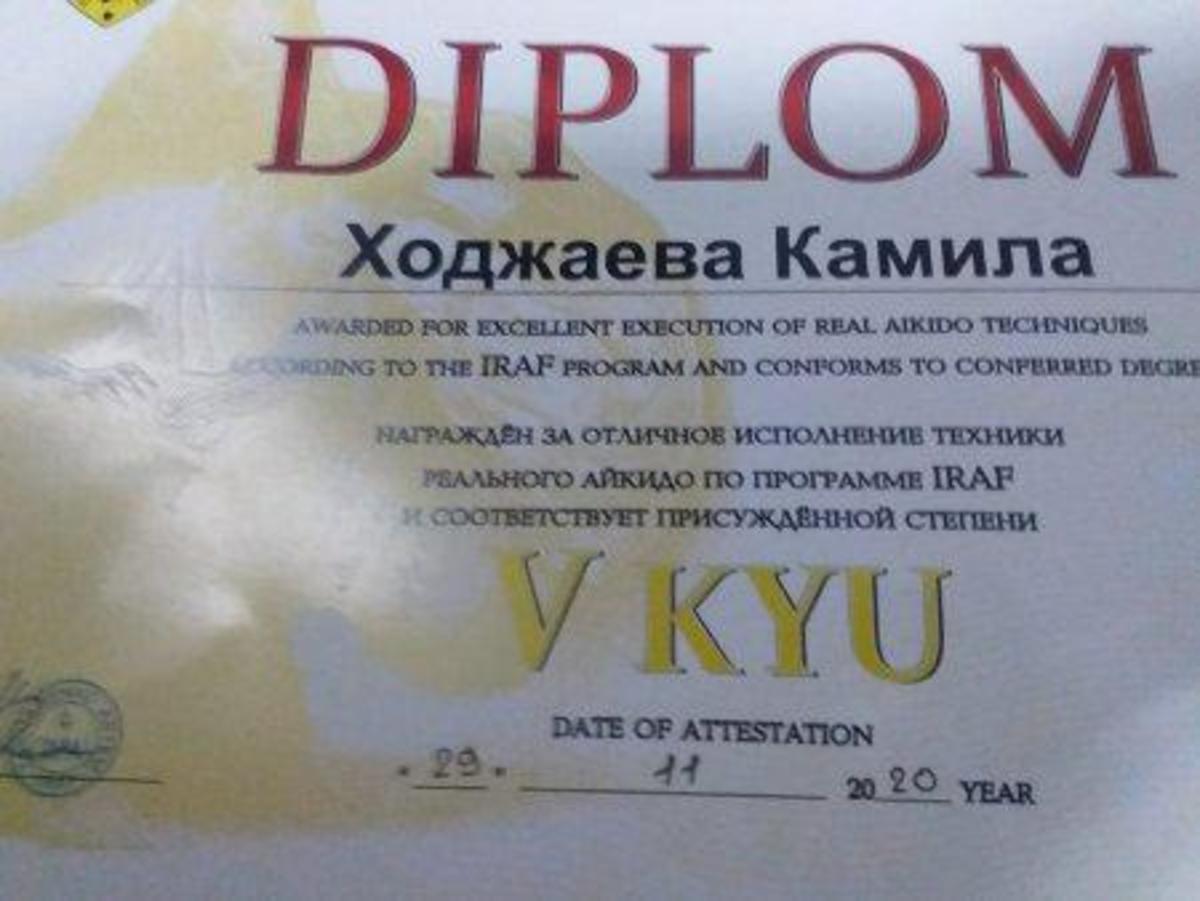 DIPLOM
Ходжаева Камила
AWARDED FOR EXCELLENT EXECUTION OF REAL AIKIDO TECHNIQUES
ACCORDING TO THE IRAF PROGRAM AND CONFORMS TO CONFERRED DEGRE
НАГРАЖДЁН ЗА ОТЛИЧНОЕ ИСПОЛНЕНИЕ ТЕХНИКИ
РЕАЛЬНОГО АЙКИДО ПО ПРОГРАММЕ IRAF
И СООТВЕТСТВУЕТ ПРИСУЖДЁННОЙ СТЕПЕНИ
V KYU
DATE OF ATTESTATION
" 29 " 11 2020 YEAR